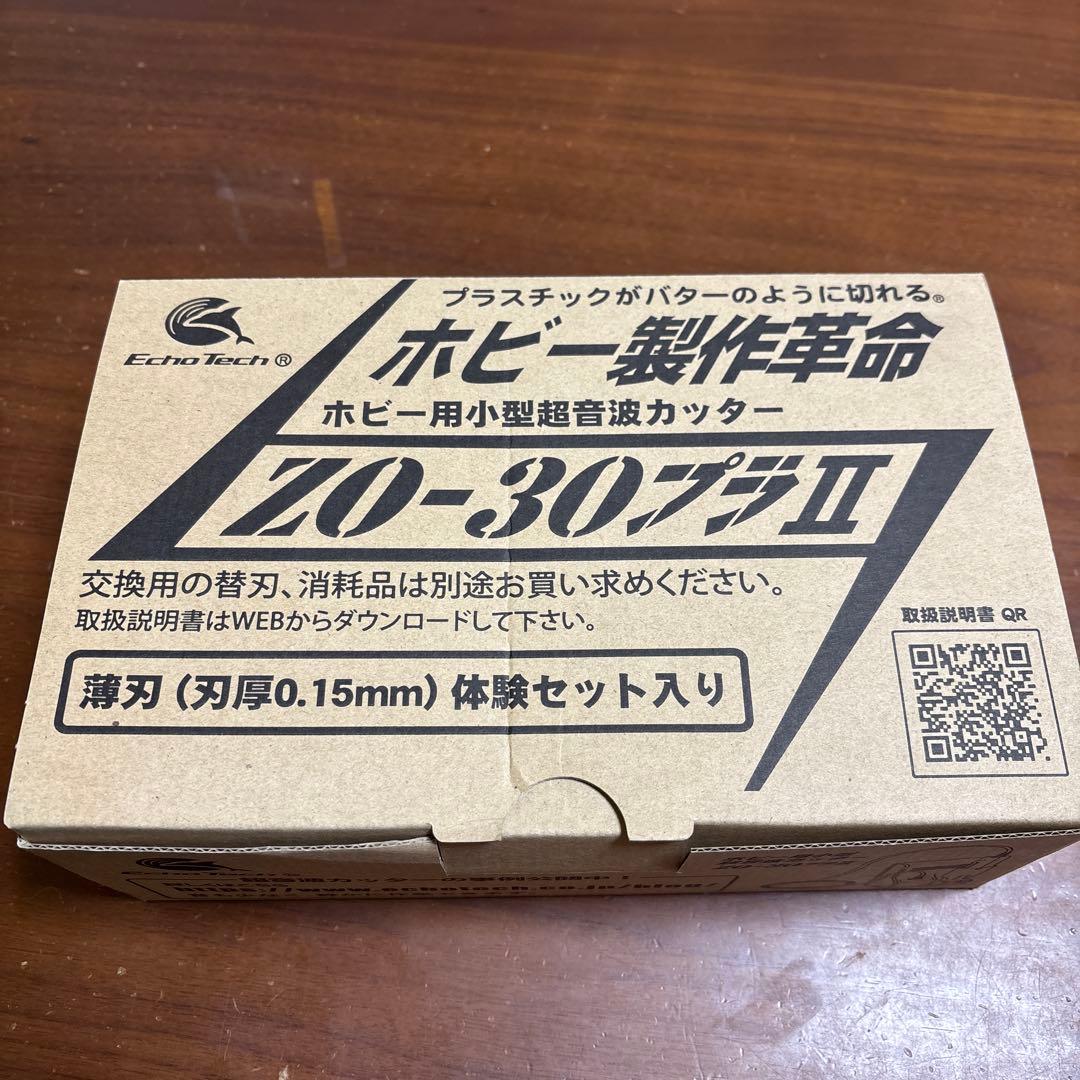 プラスチックがバターのように切れる®
Echo Tech®
ホビー製作革命
ホビー用小型超音波カッター
ZO-30プラII
交換用の替刃、消耗品は別途お買い求めください。
取扱説明書はWEBからダウンロードして下さい。
取扱説明書 QR
薄刃（刃厚0.15mm）体験セット入り